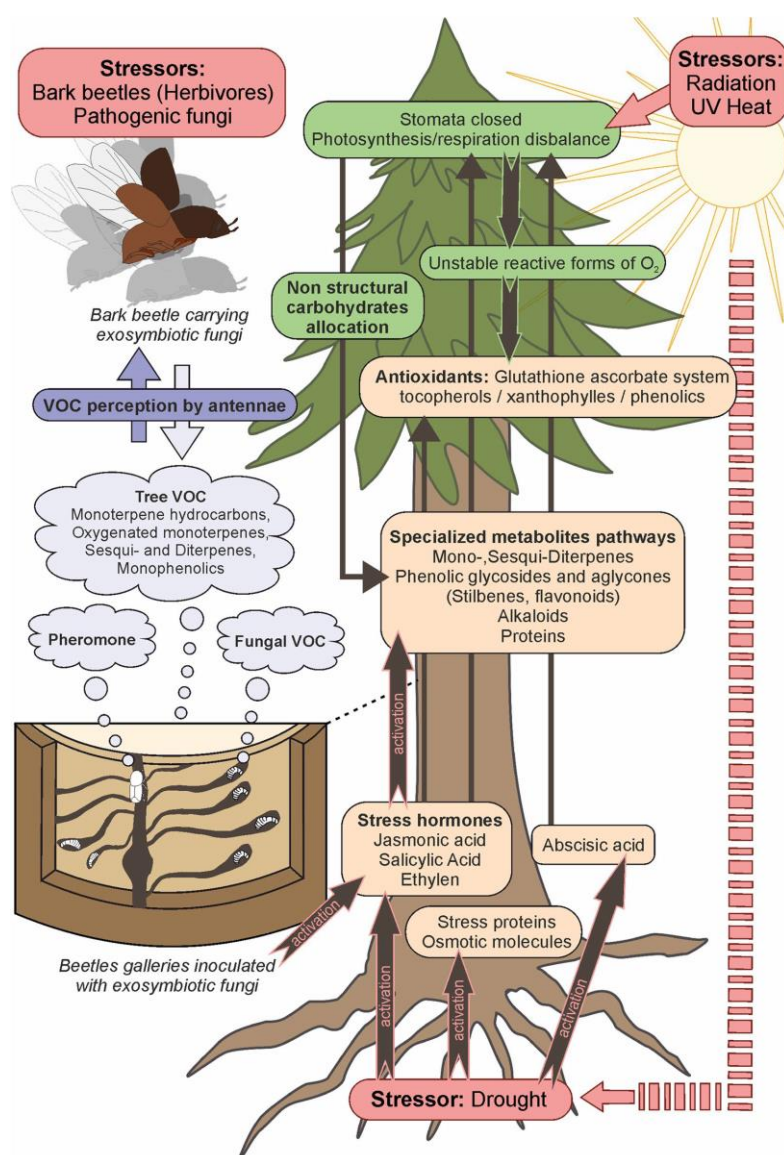 Stressors:
Bark beetles (Herbivores)
Pathogenic fungi
Stressors:
Radiation
UV Heat
Stomata closed
Photosynthesis/respiration disbalance
Unstable reactive forms of O₂
Non structural
carbohydrates
allocation
Bark beetle carrying
exosymbiotic fungi
Antioxidants: Glutathione ascorbate system
tocopherols / xanthophylles / phenolics
VOC perception by antennae
Tree VOC
Monoterpene hydrocarbons,
Oxygenated monoterpenes,
Sesqui- and Diterpenes,
Monophenolics
Specialized metabolites pathways
Mono-,Sesqui-Diterpenes
Phenolic glycosides and aglycones
(Stilbenes, flavonoids)
Alkaloids
Proteins
Pheromone
Fungal VOC
activation
Stress hormones
Jasmonic acid
Salicylic Acid
Ethylen
Abscisic acid
Stress proteins
Osmotic molecules
activation
Beetles galleries inoculated
with exosymbiotic fungi
activation
activation
activation
Stressor: Drought